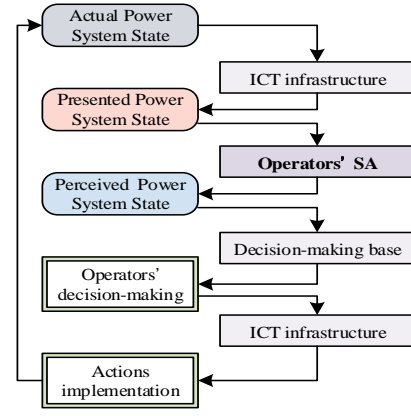 Actual Power
System State
ICT infrastructure
Presented Power
System State
Operators' SA
Perceived Power
System State
Decision-making base
Operators'
decision-making
ICT infrastructure
Actions
implementation